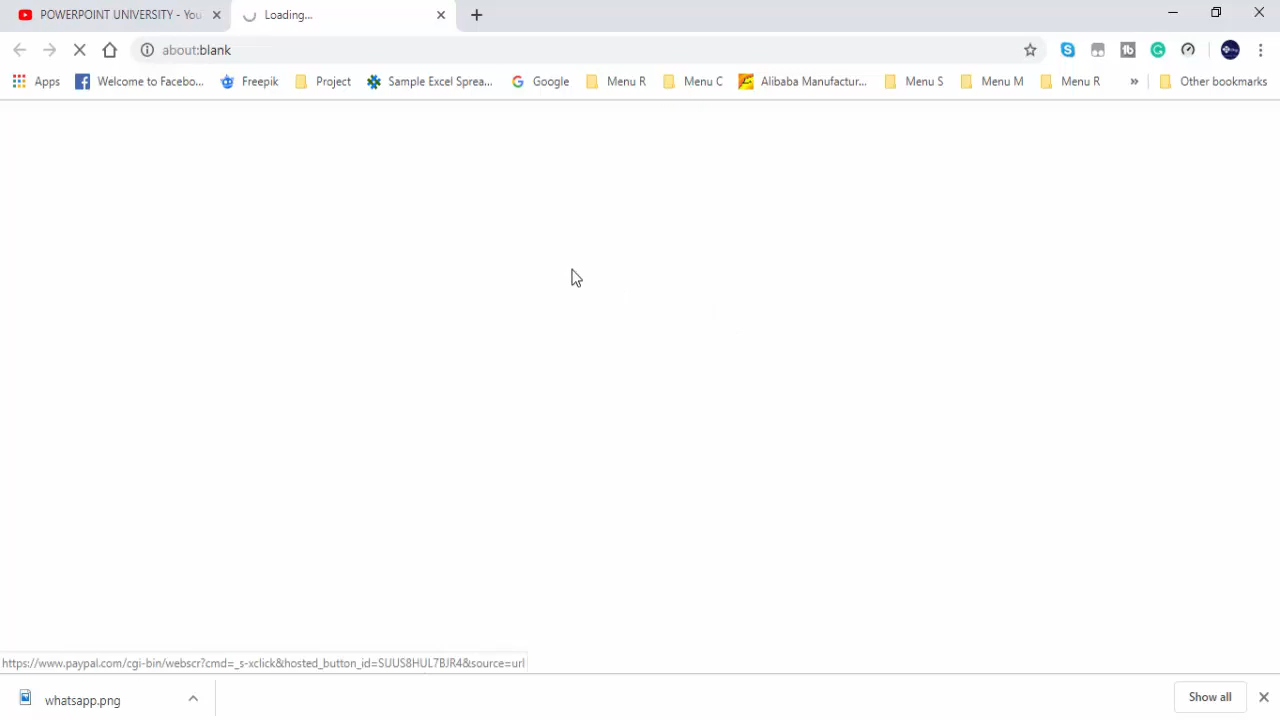 POWERPOINT UNIVERSITY - You
Loading...
about:blank
Apps
Welcome to Facebo...
Freepik
Project
Sample Excel Sprea...
Google
Menu R
Menu C
Alibaba Manufactur...
Menu S
Menu M
Menu R
»
Other bookmarks
https://www.paypal.com/cgi-bin/webscr?cmd=_s-xclick&hosted_button_id=SUUS8HUL7BJR4&source=url
whatsapp.png
Show all